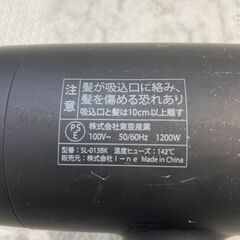 注意
髪が吸込口に絡み、
髪を傷める恐れあり
吸込口と髪は10cm以上離す
PSE 株式会社東亜産業
100V~ 50/60Hz 1200W
型番:SL-013BK 温度ヒューズ:142℃
販売元:株式会社 I-ne Made in China